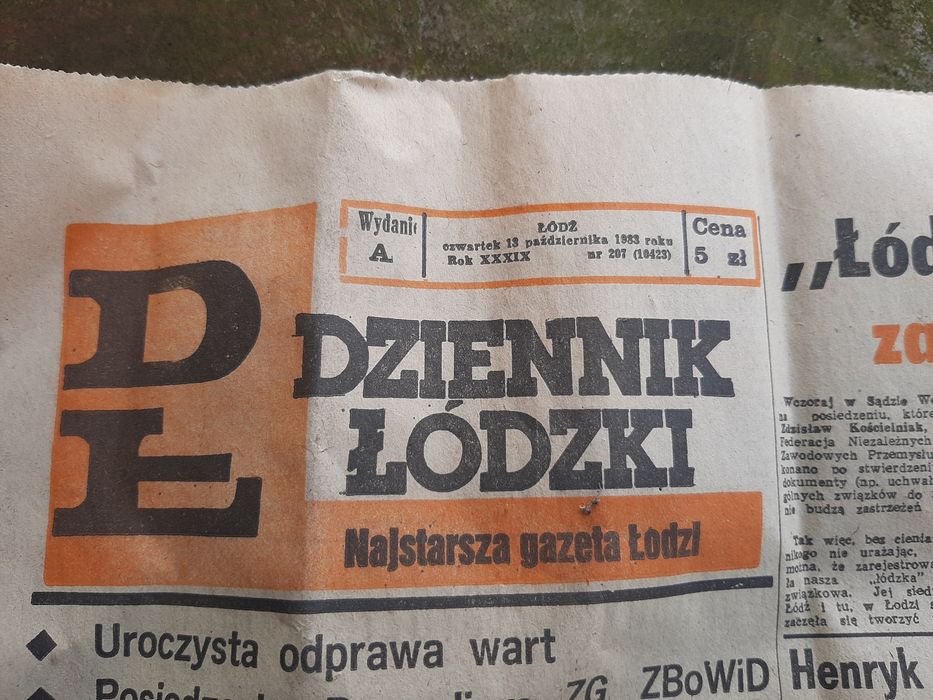 Wydanie
A
ŁÓDŹ
czwartek 13 października 1983 roku
Rok XXXIX nr 207 (10423)
Cena
5 zł
DŁ
DZIENNIK
ŁÓDZKI
Najstarsza gazeta Łodzi
◆ Uroczysta odprawa wart
ZG ZBoWiD
„Łód
za
Wczoraj w Sądzie Wo
posiedzeniu, które
Zdzisław Kościelniak,
Federacja Niezależnych
Zawodowych Przemysłu
konano po stwierdzeni
dokumenty (np. uchwał
gólnych związków do
nie budzą zastrzeżeń
Tak więc, bez cienia
nikogo nie urażając,
można, że zarejestrowa
ła nasza „łódzka"
związkowa. Jej sied
Łódź i tu, w Łodzi s
zaczęła się tworzyć
Henryk